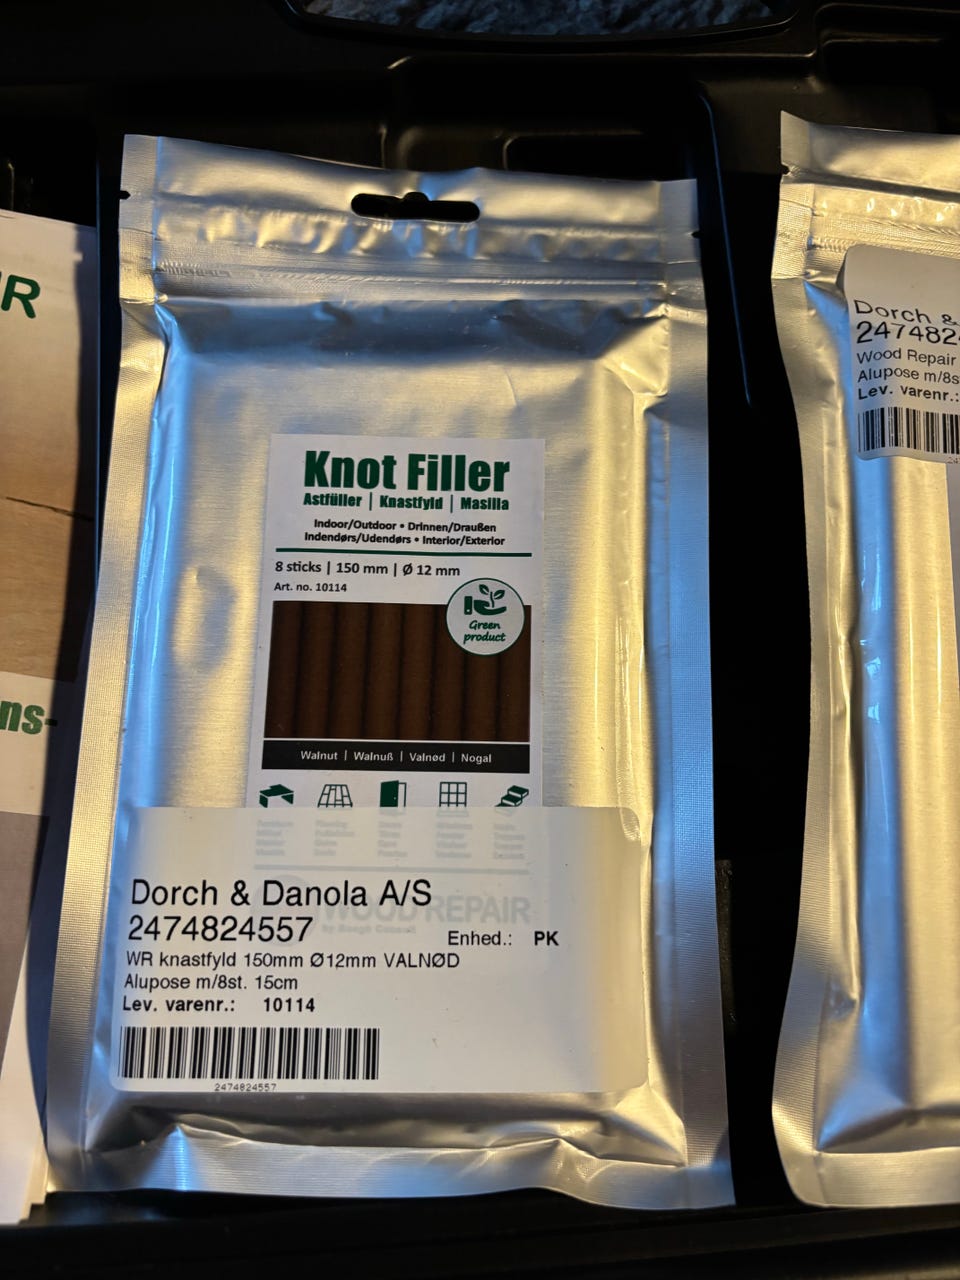 R
ns-
Knot Filler
Astfüller | Knastfyld | Masilla
Indoor/Outdoor • Drinnen/Draußen
Indendørs/Udendørs • Interior/Exterior
8 sticks | 150 mm | Ø 12 mm
Art. no. 10114
Green
product
Walnut | Walnuß | Valnød | Nogal
WOOD REPAIR
Dorch & Danola A/S
2474824557
Enhed.: PK
WR knastfyld 150mm Ø12mm VALNØD
Alupose m/8st. 15cm
Lev. varenr.: 10114
2474824557
Dorch &
2474824
Wood Repair
Alupose m/8s
Lev. varenr.: